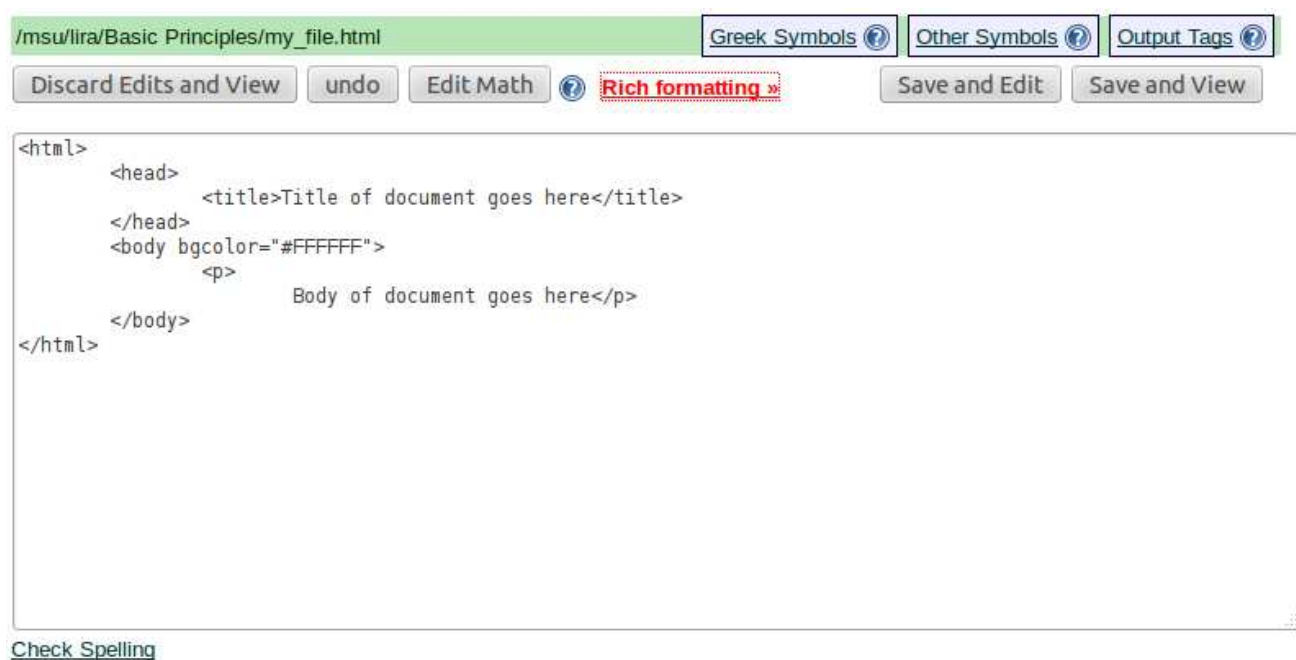 /msu/lira/Basic Principles/my_file.html Greek Symbols Other Symbols Output Tags
Discard Edits and View undo Edit Math Rich formatting » Save and Edit Save and View
<html>
<head>
<title>Title of document goes here</title>
</head>
<body bgcolor="#FFFFFF">
<p>
Body of document goes here</p>
</body>
</html>
Check Spelling